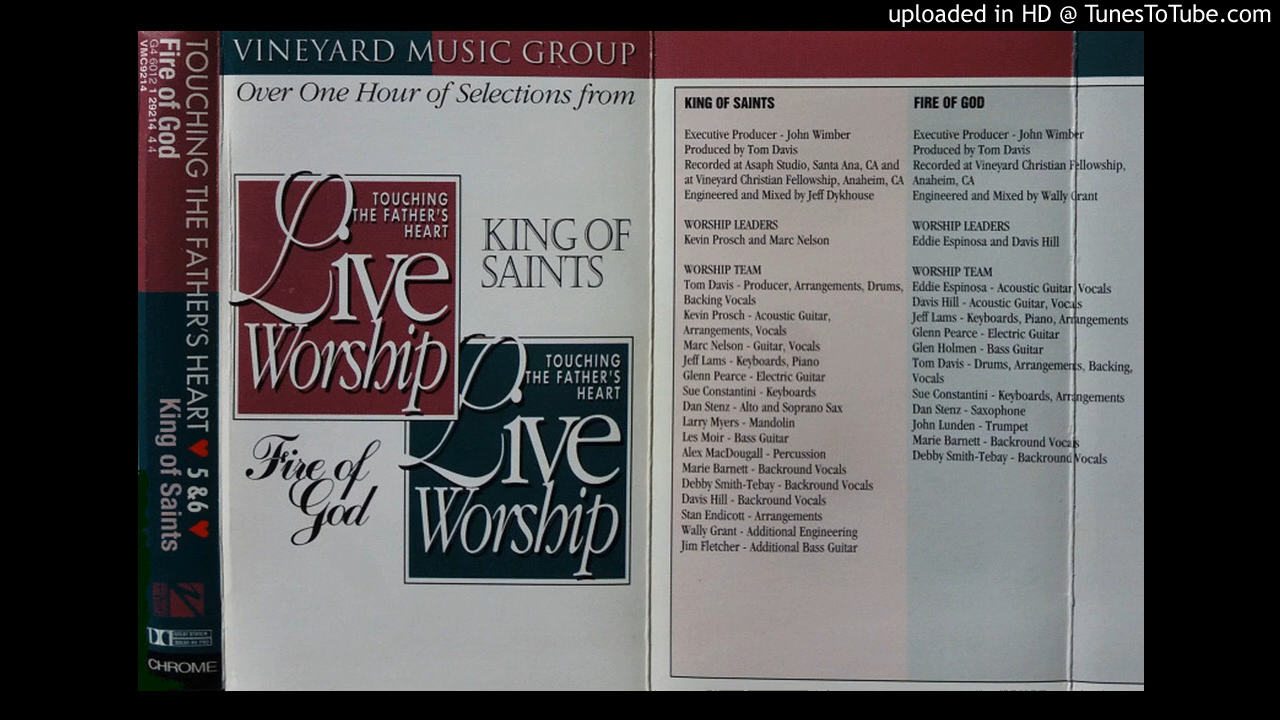 uploaded in HD @ TunesToTube.com
TOUCHING THE FATHER'S HEART ♥ 5 &6 ♥
Fire of God
King of Saints
G4 6012 1 29214 4 4
VMC9214
CHROME
VINEYARD MUSIC GROUP
Over One Hour of Selections from
TOUCHING
THE FATHER'S
HEART
Live
Worship
KING OF
SAINTS
TOUCHING
THE FATHER'S
HEART
Live
Worship
Fire of
God
KING OF SAINTS
Executive Producer - John Wimber
Produced by Tom Davis
Recorded at Asaph Studio, Santa Ana, CA and
at Vineyard Christian Fellowship, Anaheim, CA
Engineered and Mixed by Jeff Dykhouse
WORSHIP LEADERS
Kevin Prosch and Marc Nelson
WORSHIP TEAM
Tom Davis - Producer, Arrangements, Drums,
Backing Vocals
Kevin Prosch - Acoustic Guitar,
Arrangements, Vocals
Marc Nelson - Guitar, Vocals
Jeff Lams - Keyboards, Piano
Glenn Pearce - Electric Guitar
Sue Constantini - Keyboards
Dan Stenz - Alto and Soprano Sax
Larry Myers - Mandolin
Les Moir - Bass Guitar
Alex MacDougall - Percussion
Marie Barnett - Backround Vocals
Debby Smith-Tebay - Backround Vocals
Davis Hill - Backround Vocals
Stan Endicott - Arrangements
Wally Grant - Additional Engineering
Jim Fletcher - Additional Bass Guitar
FIRE OF GOD
Executive Producer - John Wimber
Produced by Tom Davis
Recorded at Vineyard Christian Fellowship,
Anaheim, CA
Engineered and Mixed by Wally Grant
WORSHIP LEADERS
Eddie Espinosa and Davis Hill
WORSHIP TEAM
Eddie Espinosa - Acoustic Guitar, Vocals
Davis Hill - Acoustic Guitar, Vocals
Jeff Lams - Keyboards, Piano, Arrangements
Glenn Pearce - Electric Guitar
Glen Holmen - Bass Guitar
Tom Davis - Drums, Arrangements, Backing,
Vocals
Sue Constantini - Keyboards, Arrangements
Dan Stenz - Saxophone
John Lunden - Trumpet
Marie Barnett - Backround Vocals
Debby Smith-Tebay - Backround Vocals